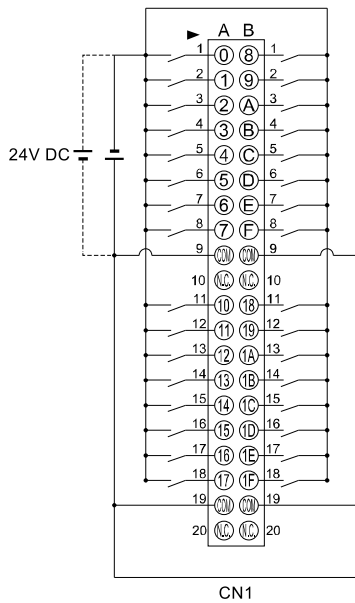 A B
1 0 8 1
2 1 9 2
3 2 A 3
4 3 B 4
5 4 C 5
24V DC
6 5 D 6
7 6 E 7
8 7 F 8
9 COM COM 9
10 N.C. N.C. 10
11 10 18 11
12 11 19 12
13 12 1A 13
14 13 1B 14
15 14 1C 15
16 15 1D 16
17 16 1E 17
18 17 1F 18
19 COM COM 19
20 N.C. N.C. 20
CN1